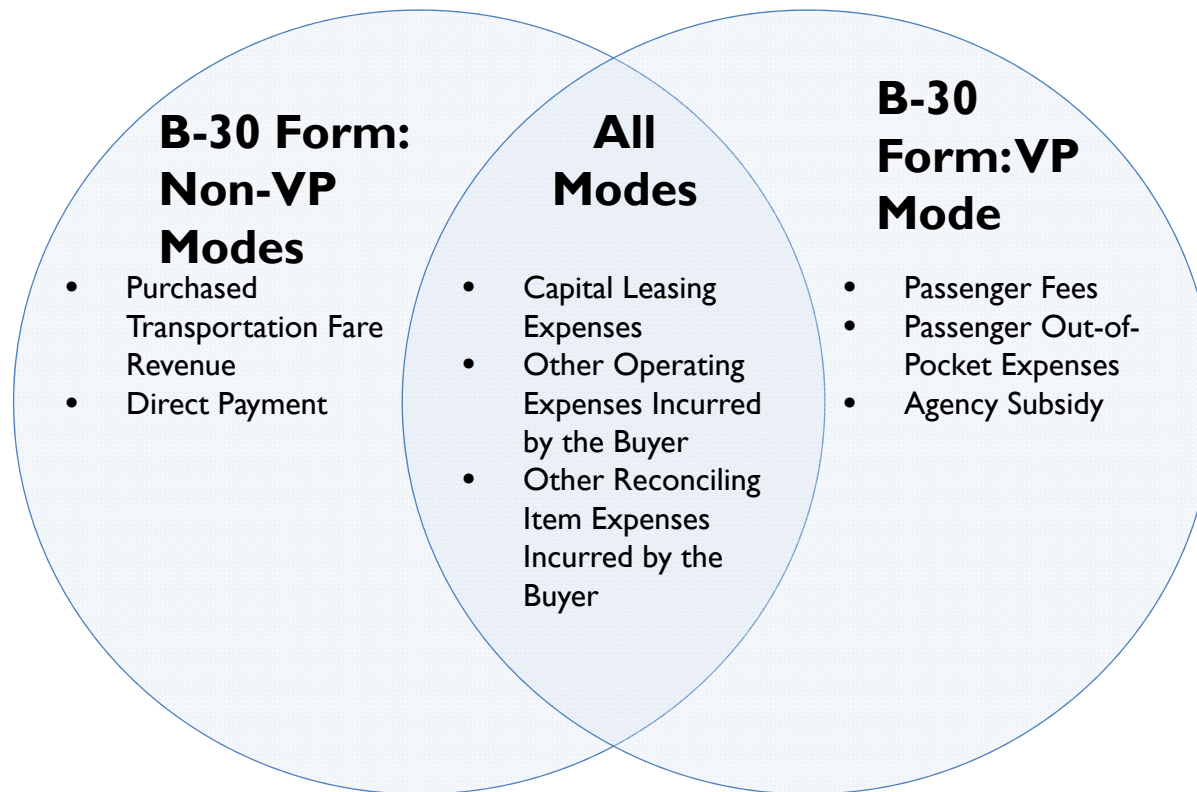 B-30 Form:
Non-VP
Modes
• Purchased
Transportation Fare
Revenue
• Direct Payment
All
Modes
• Capital Leasing
Expenses
• Other Operating
Expenses Incurred
by the Buyer
• Other Reconciling
Item Expenses
Incurred by the
Buyer
B-30
Form: VP
Mode
• Passenger Fees
• Passenger Out-of-
Pocket Expenses
• Agency Subsidy